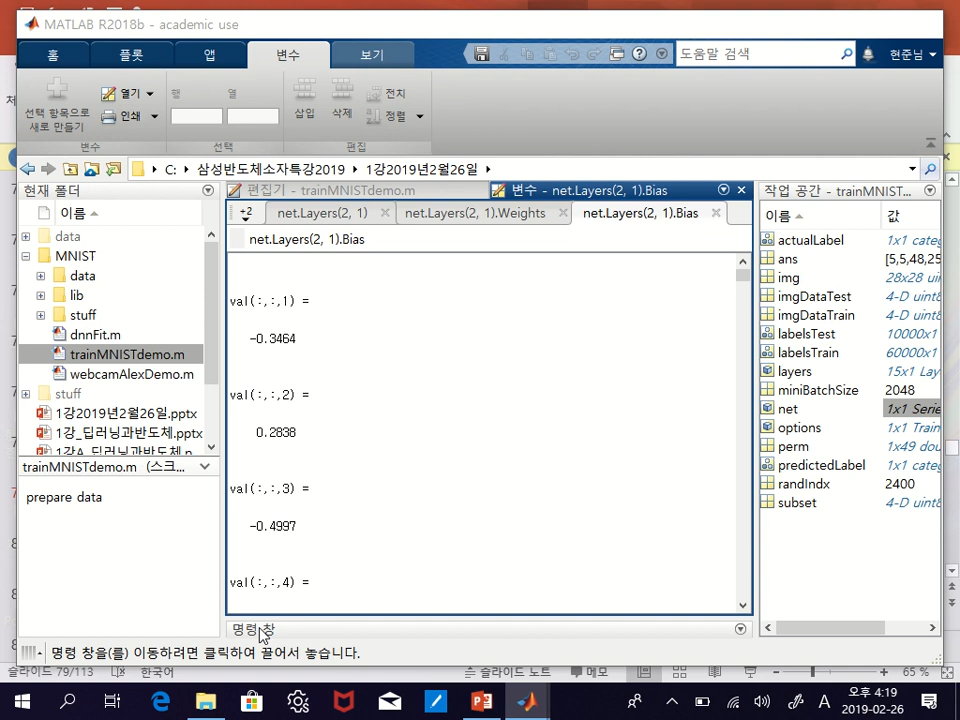 MATLAB R2018b - academic use
홈 플롯 앱 변수 보기 도움말 검색 현준님
선택 항목으로
새로 만들기
열기
인쇄
행 열
삽입 삭제
전치
정렬
변수 선택 편집
C: 삼성반도체소자특강2019 1강2019년2월26일
현재 폴더
이름
data
MNIST
data
lib
stuff
dnnFit.m
trainMNISTdemo.m
webcamAlexDemo.m
stuff
1강2019년2월26일.pptx
1강_딥러닝과반도체.pptx
trainMNISTdemo.m (스크...
prepare data
편집기 - trainMNISTdemo.m
변수 - net.Layers(2, 1).Bias
+2 net.Layers(2, 1) net.Layers(2, 1).Weights net.Layers(2, 1).Bias
net.Layers(2, 1).Bias
val(:,:,1) =
-0.3464
val(:,:,2) =
0.2838
val(:,:,3) =
-0.4997
val(:,:,4) =
명령 창
작업 공간 - trainMNIST...
이름 값
actualLabel 1x1 categ
ans [5,5,48,25
img 28x28 uin
imgDataTest 4-D uint8
imgDataTrain 4-D uint8
labelsTest 10000x1
labelsTrain 60000x1
layers 15x1 Lay
miniBatchSize 2048
net 1x1 Serie
options 1x1 Train
perm 1x49 dou
predictedLabel 1x1 categ
randIndx 2400
subset 4-D uint8
명령 창을(를) 이동하려면 클릭하여 끌어서 놓습니다.
슬라이드 79/113 한국어 슬라이드 노트 메모 65 %
A 오후 4:19
2019-02-26